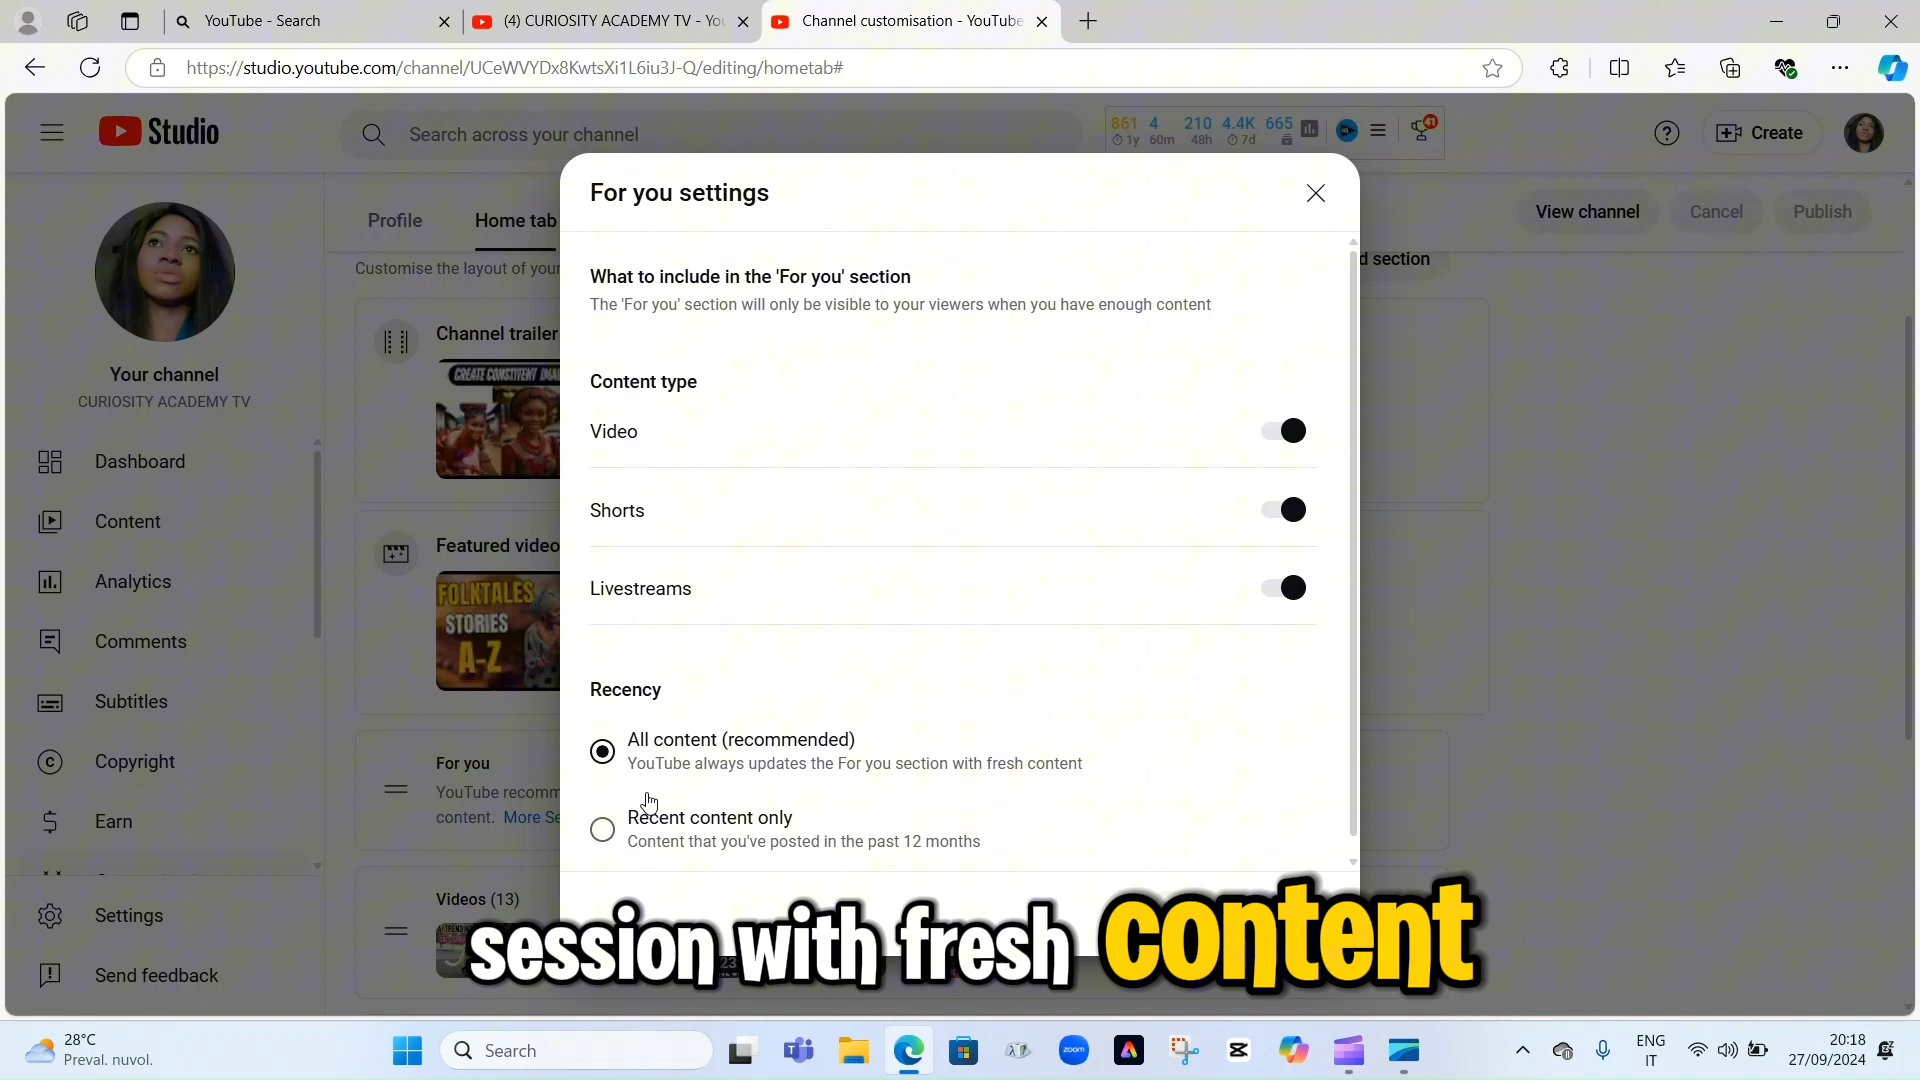 YouTube - Search
(4) CURIOSITY ACADEMY TV - You
Channel customisation - YouTube
https://studio.youtube.com/channel/UCeWVYDx8KwtsXi1L6iu3J-Q/editing/hometab#
Studio
Search across your channel
861 4 210 4.4K 665
1y 60m 48h 7d
41
Create
For you settings
Profile
Home tab
View channel
Cancel
Publish
Customise the layout of your
d section
What to include in the 'For you' section
The 'For you' section will only be visible to your viewers when you have enough content
Channel trailer
CREATE CONSTITENT IMA
Your channel
CURIOSITY ACADEMY TV
Content type
Video
Shorts
Livestreams
Dashboard
Content
Analytics
Comments
Subtitles
Copyright
Earn
Settings
Send feedback
Featured video
FOLKTALES
STORIES
A-Z
Recency
All content (recommended)
YouTube always updates the For you section with fresh content
Recent content only
Content that you've posted in the past 12 months
For you
YouTube recomm
content. More Se
Videos (13)
session with fresh content
28°C
Preval. nuvol.
Search
zoom
ENG
IT
20:18
27/09/2024